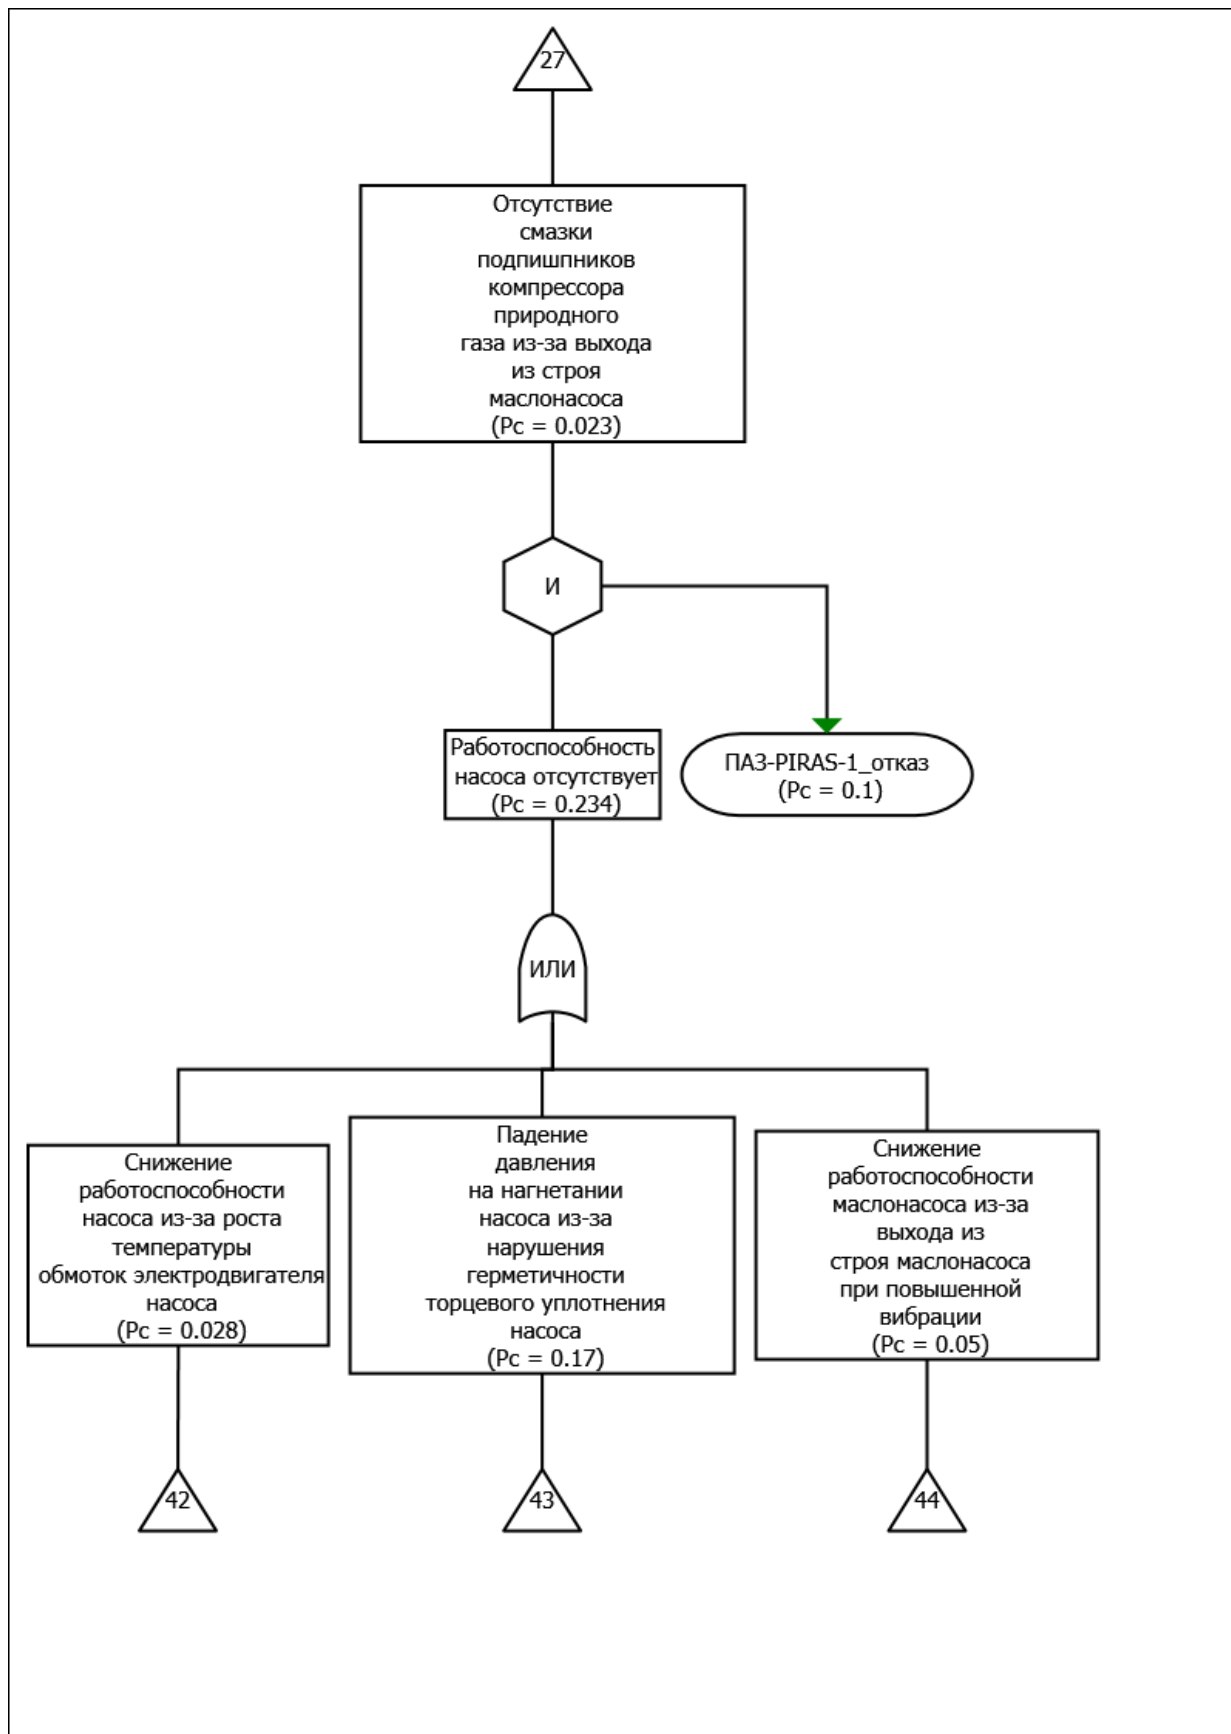 27
Отсутствие
смазки
подпишпников
компрессора
природного
газа из-за выхода
из строя
маслонасоса
(Pc = 0.023)
И
Работоспособность
насоса отсутствует
(Pc = 0.234)
ПАЗ-PIRAS-1_отказ
(Pc = 0.1)
ИЛИ
Снижение
работоспособности
насоса из-за роста
температуры
обмоток электродвигателя
насоса
(Pc = 0.028)
Падение
давления
на нагнетании
насоса из-за
нарушения
герметичности
торцевого уплотнения
насоса
(Pc = 0.17)
Снижение
работоспособности
маслонасоса из-за
выхода из
строя маслонасоса
при повышенной
вибрации
(Pc = 0.05)
42
43
44